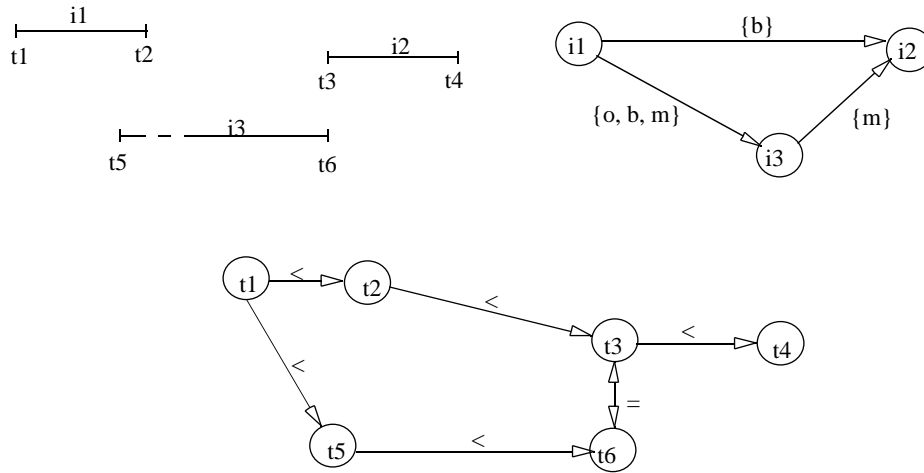 i1
t1 t2
i2
t3 t4
i3
t5 t6
{b}
i1 i2
{o, b, m} {m}
i3
<
t1 t2
<
<
t3 t4
<
=
<
t5 t6